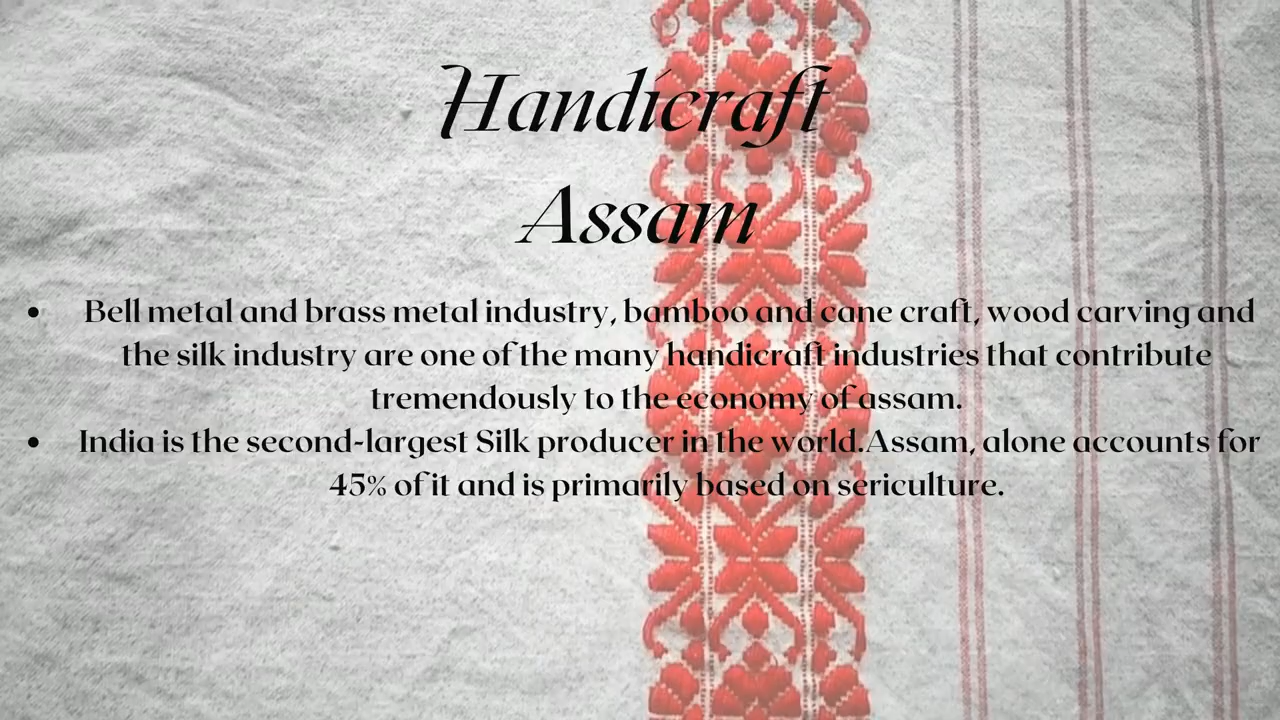 Handicraft
Assam
• Bell metal and brass metal industry, bamboo and cane craft, wood carving and
the silk industry are one of the many handicraft industries that contribute
tremendously to the economy of assam.
• India is the second-largest Silk producer in the world.Assam, alone accounts for
45% of it and is primarily based on sericulture.